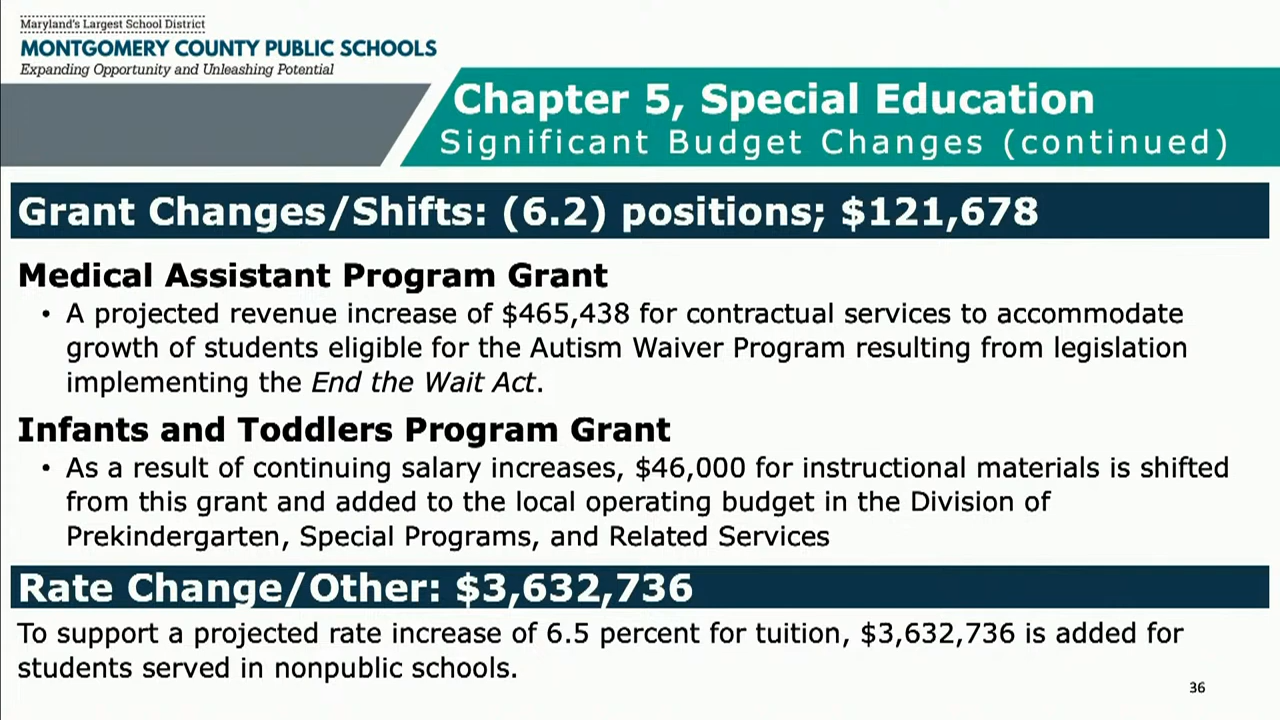 Maryland's Largest School District
MONTGOMERY COUNTY PUBLIC SCHOOLS
Expanding Opportunity and Unleashing Potential
Chapter 5, Special Education
Significant Budget Changes (continued)
Grant Changes/Shifts: (6.2) positions; $121,678
Medical Assistant Program Grant
• A projected revenue increase of $465,438 for contractual services to accommodate
growth of students eligible for the Autism Waiver Program resulting from legislation
implementing the End the Wait Act.
Infants and Toddlers Program Grant
• As a result of continuing salary increases, $46,000 for instructional materials is shifted
from this grant and added to the local operating budget in the Division of
Prekindergarten, Special Programs, and Related Services
Rate Change/Other: $3,632,736
To support a projected rate increase of 6.5 percent for tuition, $3,632,736 is added for
students served in nonpublic schools.
36